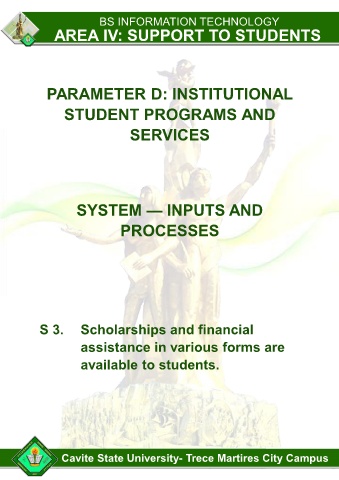 BS INFORMATION TECHNOLOGY
AREA IV: SUPPORT TO STUDENTS
PARAMETER D: INSTITUTIONAL
STUDENT PROGRAMS AND
SERVICES
SYSTEM — INPUTS AND
PROCESSES
S 3. Scholarships and financial
assistance in various forms are
available to students.
Cavite State University- Trece Martires City Campus